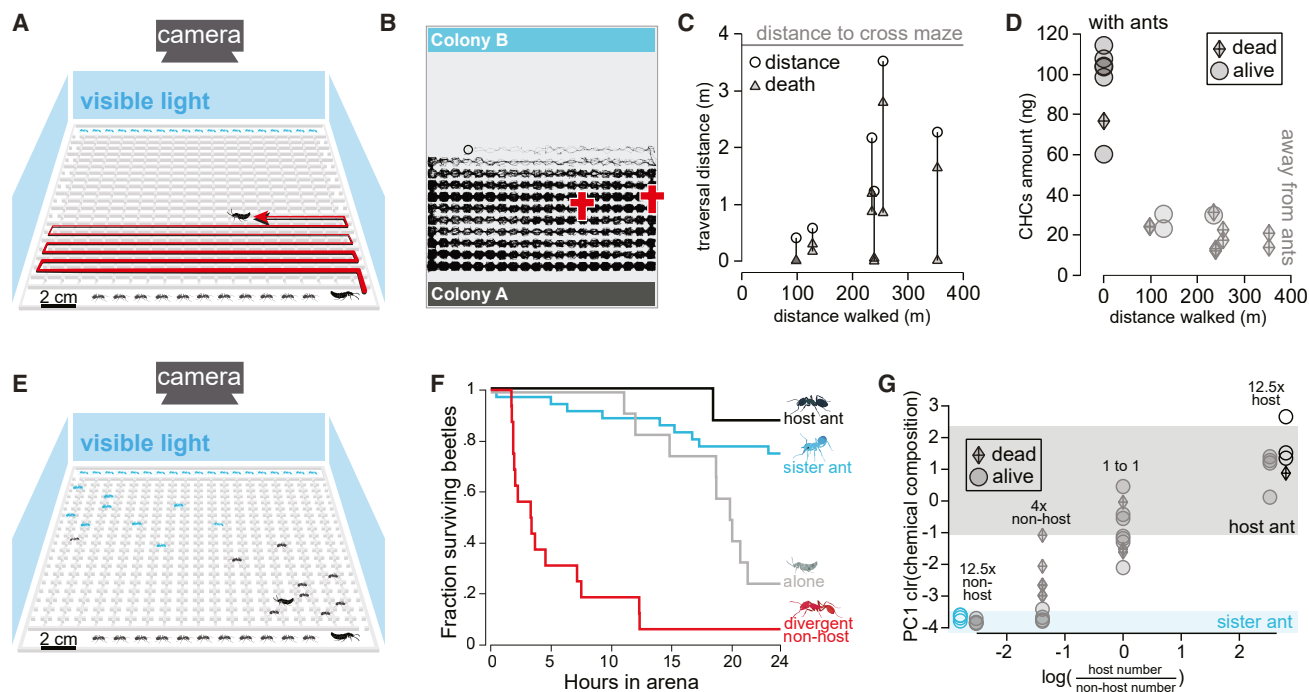 A
camera
visible light
2 cm
B
Colony B
Colony A
C
distance to cross maze
distance
death
traversal distance (m)
4
3
2
1
0
0 100 200 300 400
distance walked (m)
D
with ants
dead
alive
away from ants
CHCs amount (ng)
120
100
80
60
40
20
0
0 100 200 300 400
distance walked (m)
E
camera
visible light
2 cm
F
Fraction surviving beetles
1
.8
.6
.4
.2
0
host ant
sister ant
alone
divergent
non-host
0 5 10 15 20 24
Hours in arena
G
PC1 clr(chemical composition)
3
2
1
0
-1
-2
-3
-4
dead
alive
12.5x
non-
host
4x
non-host
1 to 1
12.5x
host
host ant
sister ant
-2 -1 0 1 2
log( host number
non-host number )